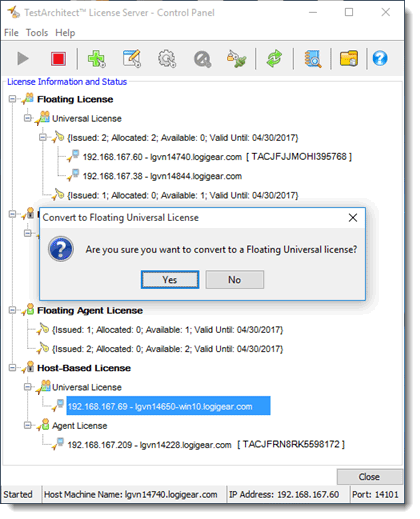 TestArchitect™ License Server - Control Panel
File Tools Help
License Information and Status
Floating License
Universal License
{Issued: 2; Allocated: 2; Available: 0; Valid Until: 04/30/2017}
192.168.167.60 - lgvn14740.logigear.com [ TACJFJJMOHI395768 ]
192.168.167.38 - lgvn14844.logigear.com
{Issued: 1; Allocated: 1; Available: 0; Valid Until: 04/30/2017}
Convert to Floating Universal License
Are you sure you want to convert to a Floating Universal license?
Yes No
Floating Agent License
{Issued: 1; Allocated: 0; Available: 1; Valid Until: 04/30/2017}
{Issued: 2; Allocated: 0; Available: 2; Valid Until: 04/30/2017}
Host-Based License
Universal License
192.168.167.69 - lgvn14650-win10.logigear.com
Agent License
192.168.167.209 - lgvn14228.logigear.com [ TACJFRN8RK5598172 ]
Close
Started Host Machine Name: lgvn14740.logigear.com IP Address: 192.168.167.60 Port: 14101